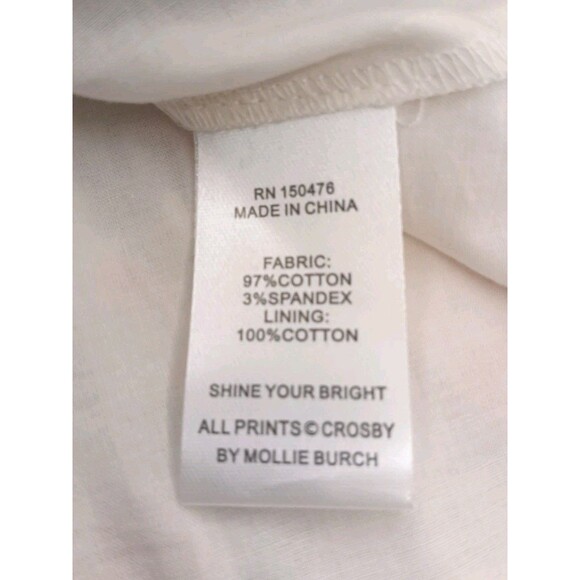 RN 150476
MADE IN CHINA
FABRIC:
97%COTTON
3%SPANDEX
LINING:
100%COTTON
SHINE YOUR BRIGHT
ALL PRINTS © CROSBY
BY MOLLIE BURCH